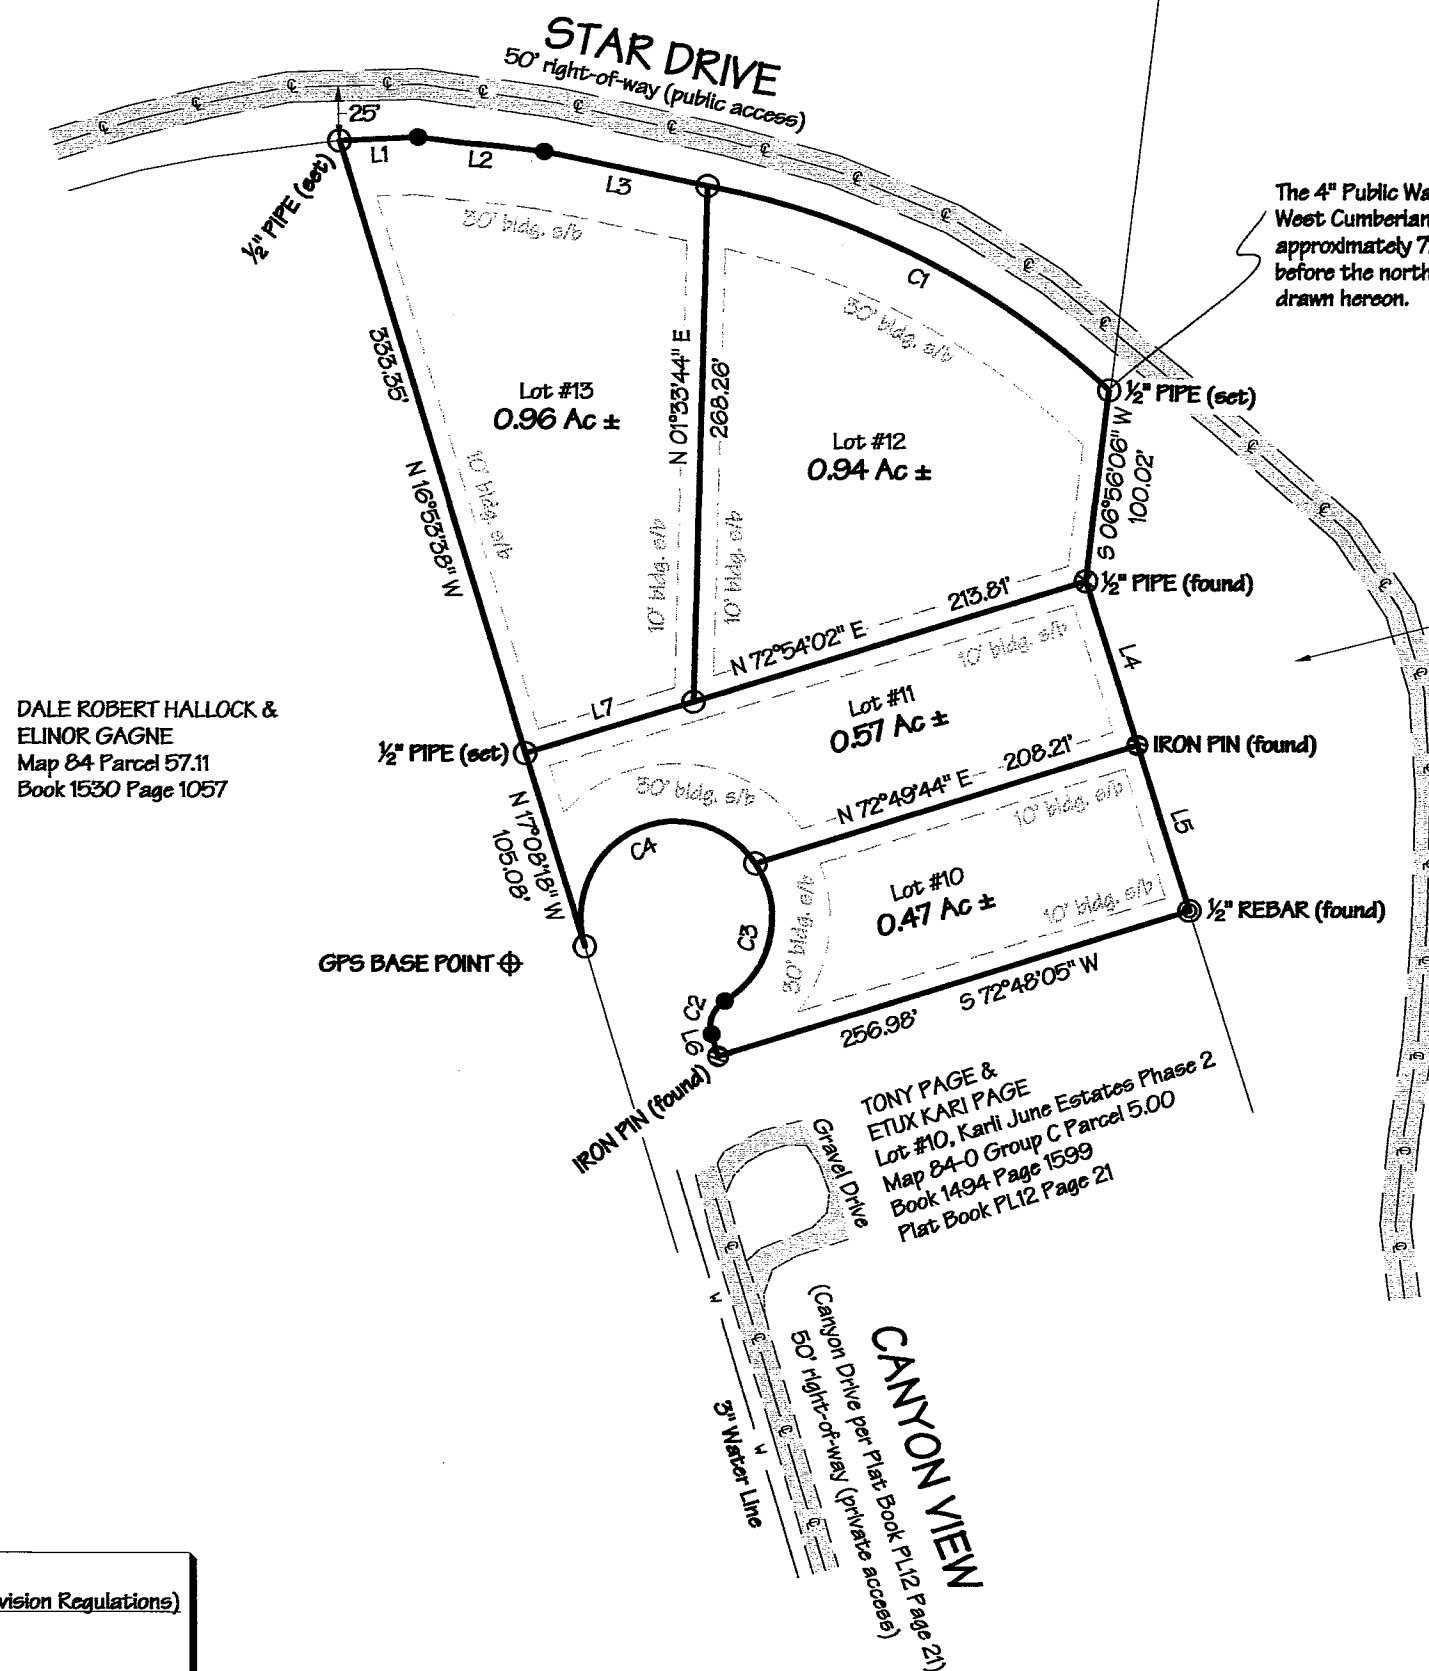 STAR DRIVE
50' right-of-way (public access)
25'
L1
L2
L3
½" PIPE (set)
30' bldg. s/b
C1
30' bldg. s/b
The 4" Public
West
approximately
before the north
drawn hereon.
½" PIPE (set)
333.35'
N 16°53'38" W
10' bldg. s/b
Lot #13
0.96 Ac ±
N 01°33'44" E
268.26'
10' bldg. s/b
10' bldg. s/b
Lot #12
0.94 Ac ±
S 06°56'06" W
100.02'
½" PIPE (found)
N 72°54'02" E
213.81'
10' bldg. s/b
L4
L7
Lot #11
0.57 Ac ±
DALE ROBERT HALLOCK &
ELINOR GAGNE
Map 84 Parcel 57.11
Book 1530 Page 1057
½" PIPE (set)
30' bldg. s/b
N 72°49'44" E
208.21'
IRON PIN (found)
10' bldg. s/b
L5
N 17°08'18" W
105.08'
C4
Lot #10
0.47 Ac ±
30' bldg. s/b
10' bldg. s/b
½" REBAR (found)
C3
GPS BASE POINT
C2
L6
S 72°48'05" W
256.98'
IRON PIN (found)
TONY PAGE &
ETUX KARI PAGE
Lot #10, Karli June Estates Phase 2
Map 84-O Group C Parcel 5.00
Book 1494 Page 1599
Plat Book PL12 Page 21
Gravel Drive
W
W
3" Water Line
CANYON VIEW
(Canyon Drive per Plat Book PL12 Page 21)
50' right-of-way (private access)
Regulations)